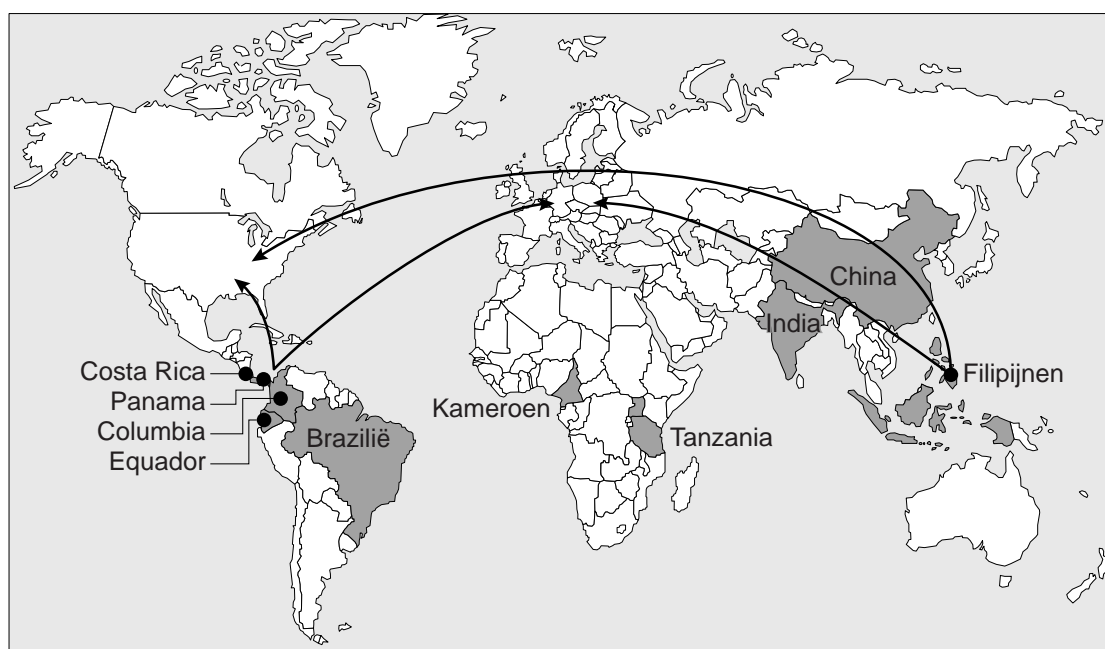 China
India
Costa Rica
Filipijnen
Panama
Kameroen
Columbia
Brazilië
Tanzania
Equador